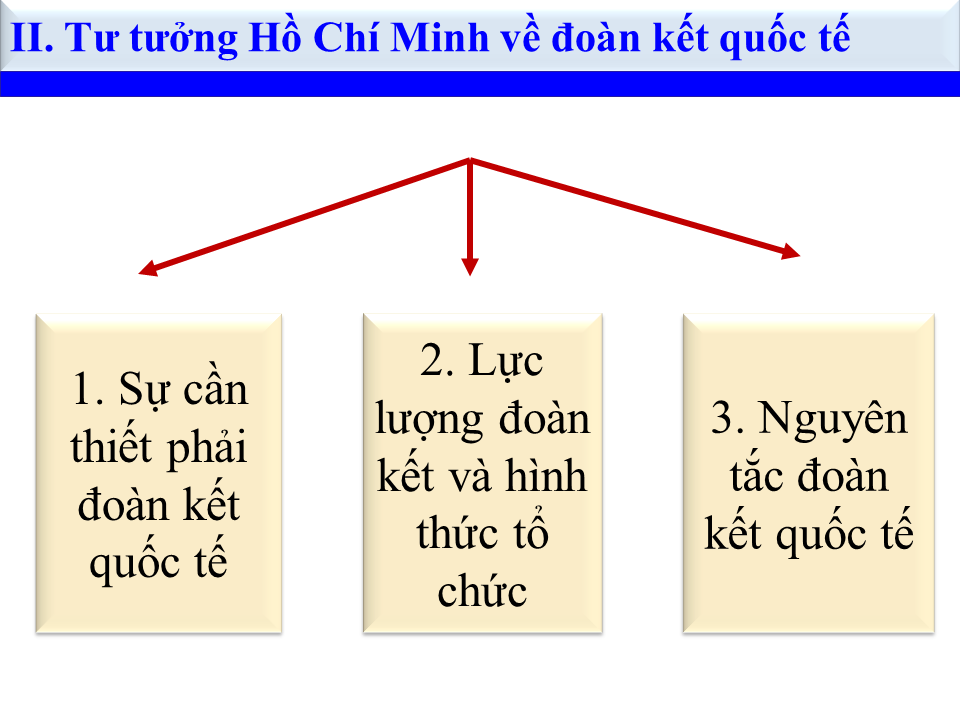 II. Tư tưởng Hồ Chí Minh về đoàn kết quốc tế
1. Sự cần
thiết phải
đoàn kết
quốc tế
2. Lực
lượng đoàn
kết và hình
thức tổ
chức
3. Nguyên
tắc đoàn
kết quốc tế